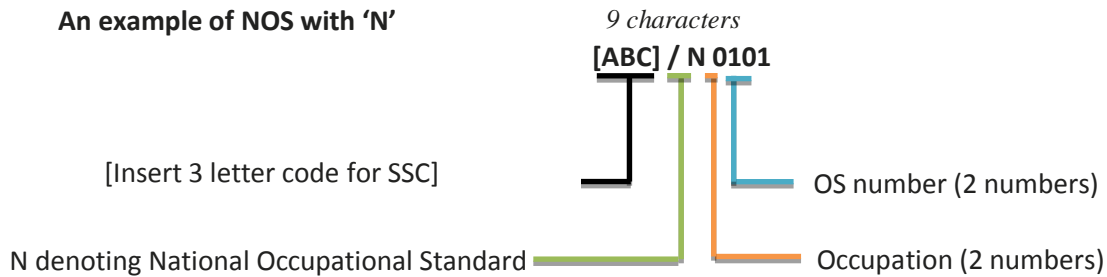 An example of NOS with ‘N’
9 characters
[ABC] / N 0101
[Insert 3 letter code for SSC]
OS number (2 numbers)
N denoting National Occupational Standard
Occupation (2 numbers)